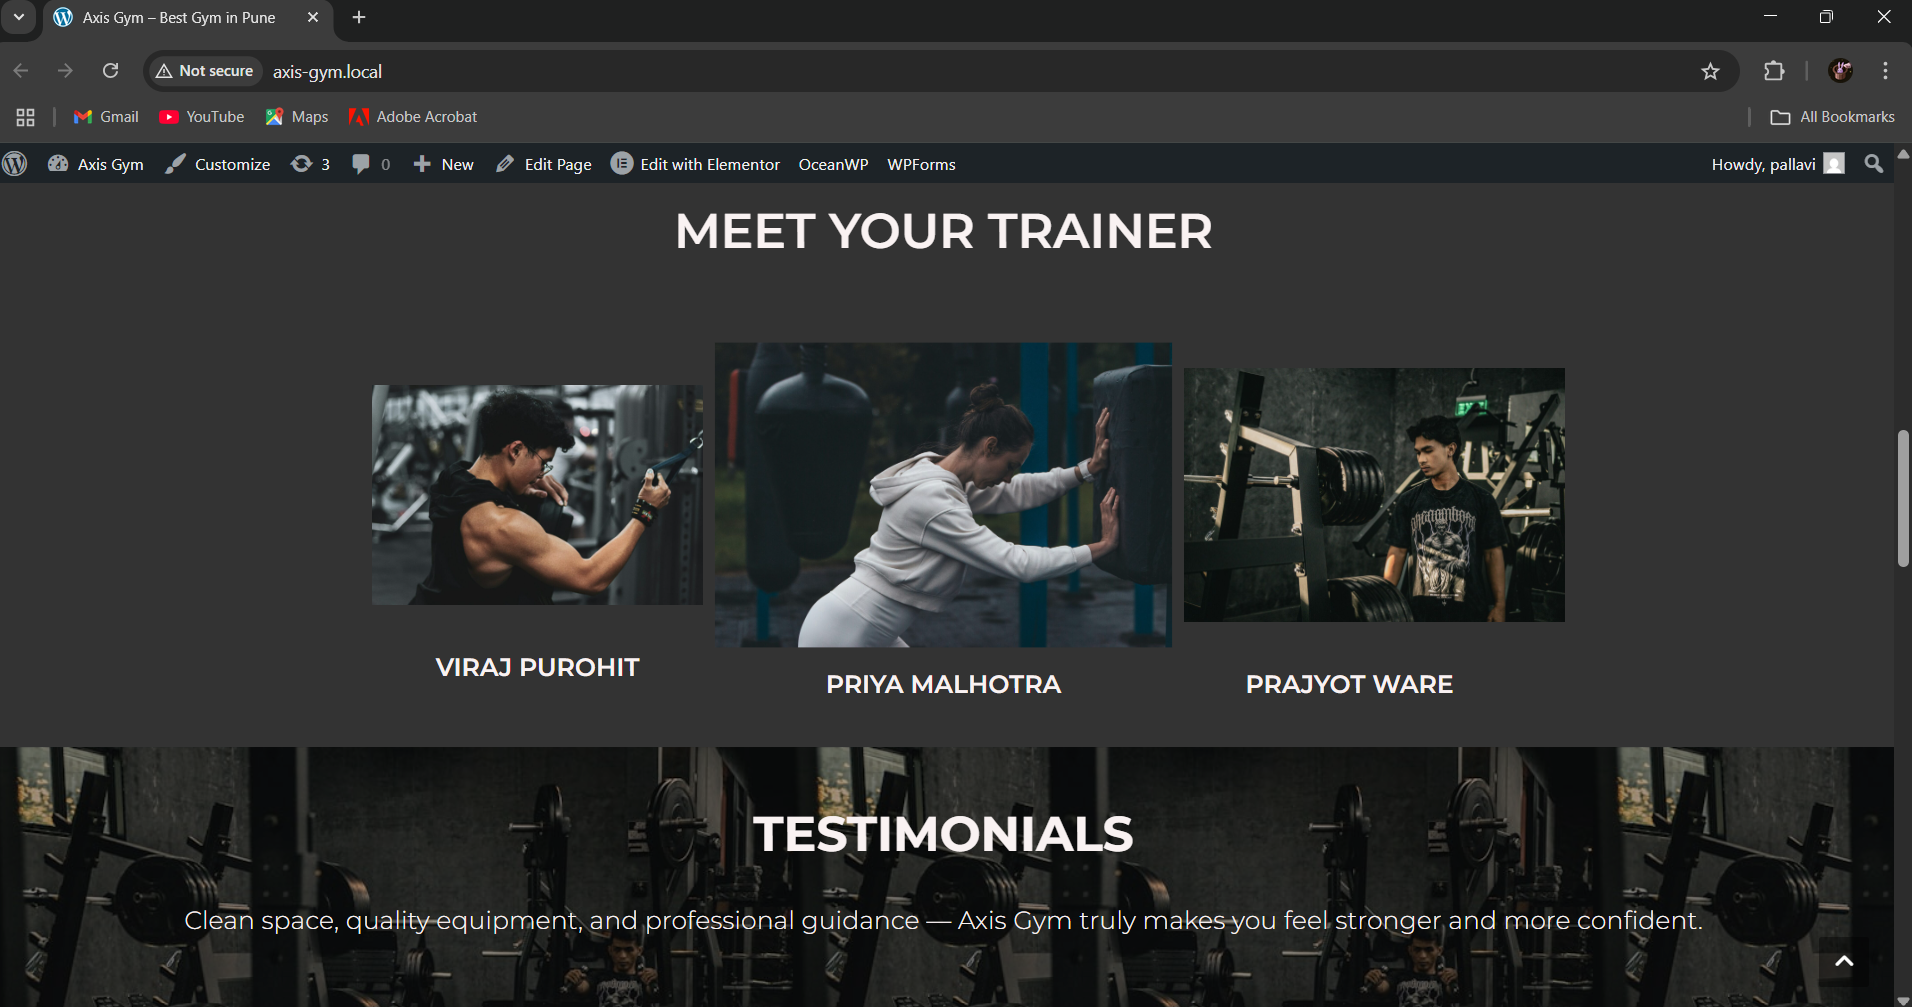 Axis Gym – Best Gym in Pune
Not secure axis-gym.local
Gmail YouTube Maps Adobe Acrobat All Bookmarks
Axis Gym Customize 3 0 New Edit Page Edit with Elementor OceanWP WPForms Howdy, pallavi
MEET YOUR TRAINER
EXIT
VIRAJ PUROHIT
PRIYA MALHOTRA
PRAJYOT WARE
TESTIMONIALS
Clean space, quality equipment, and professional guidance — Axis Gym truly makes you feel stronger and more confident.